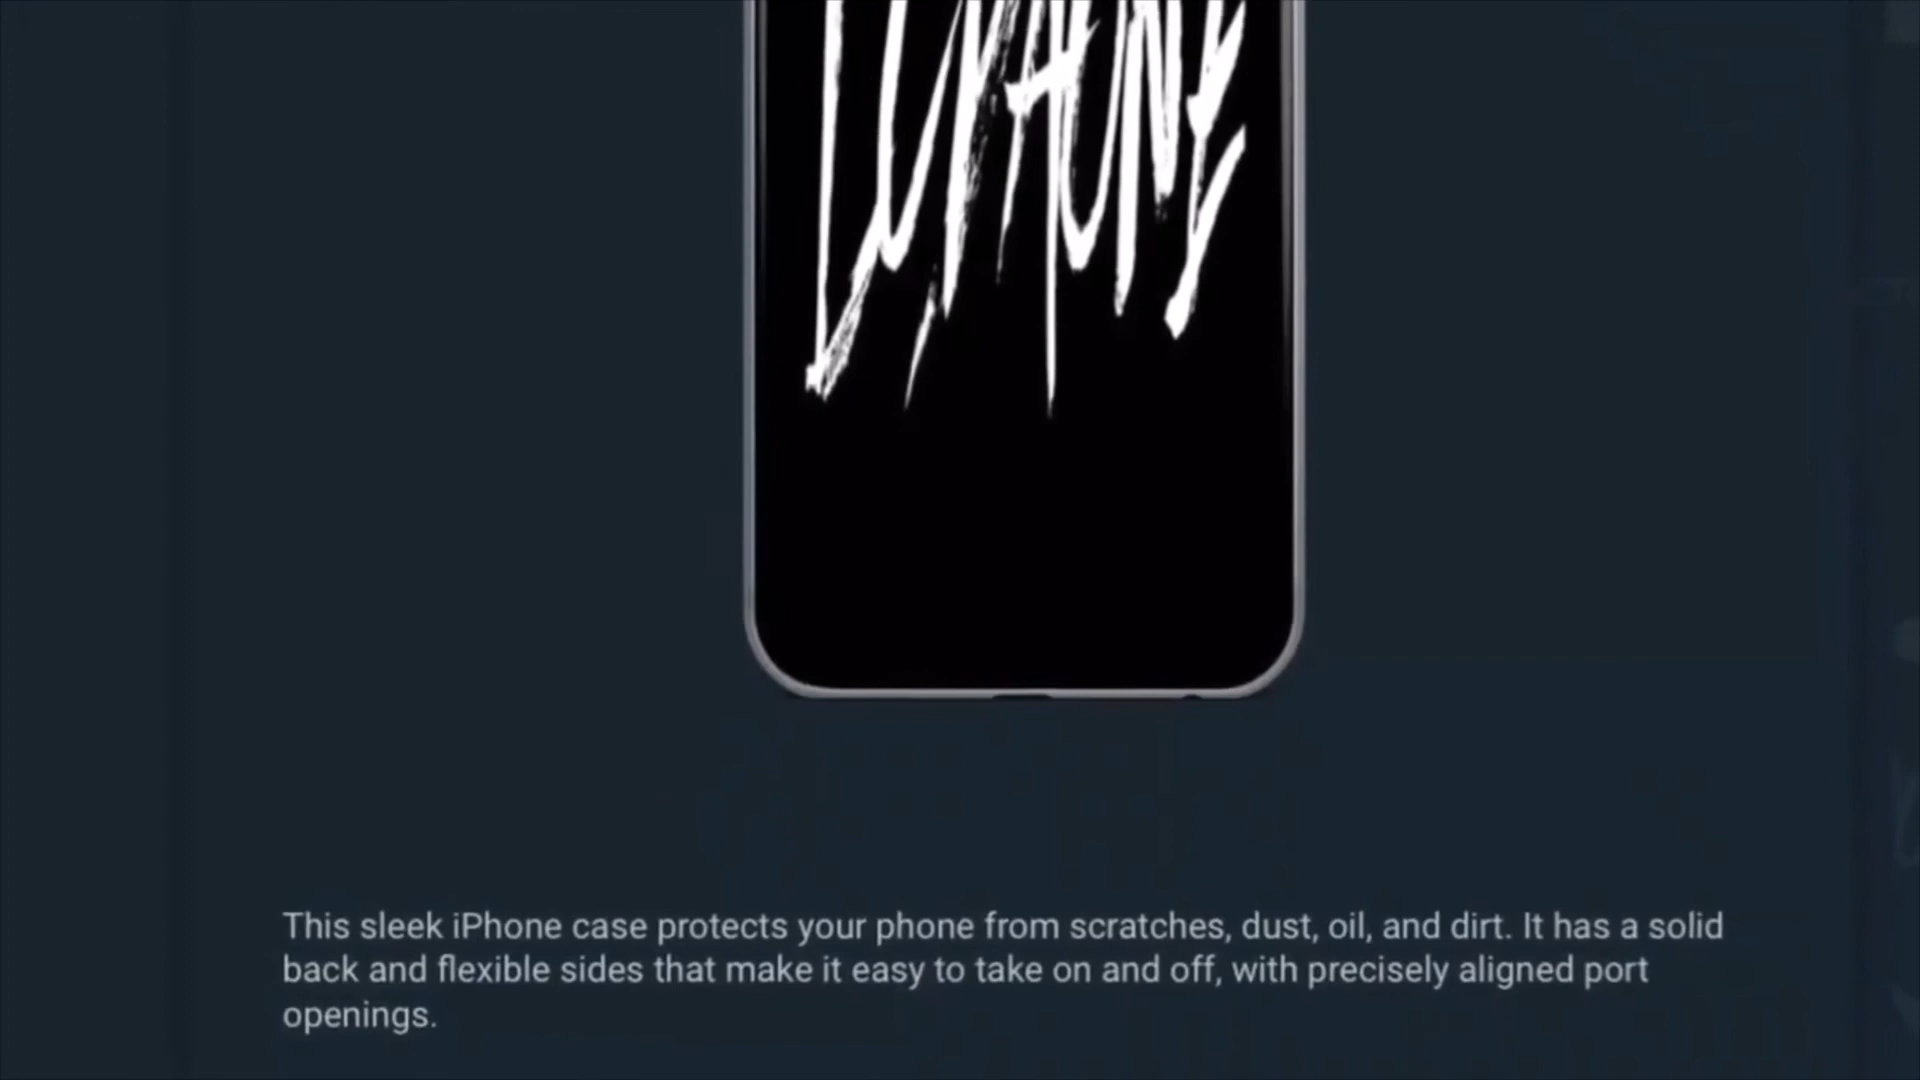 This sleek iPhone case protects your phone from scratches, dust, oil, and dirt. It has a solid
back and flexible sides that make it easy to take on and off, with precisely aligned port
openings.